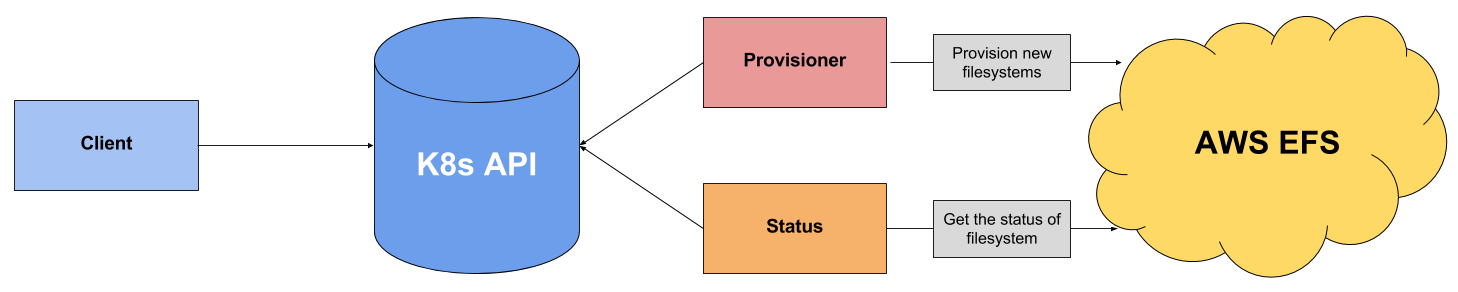 Client
K8s API
Provisioner
Provision new
filesystems
Status
Get the status of
filesystem
AWS EFS